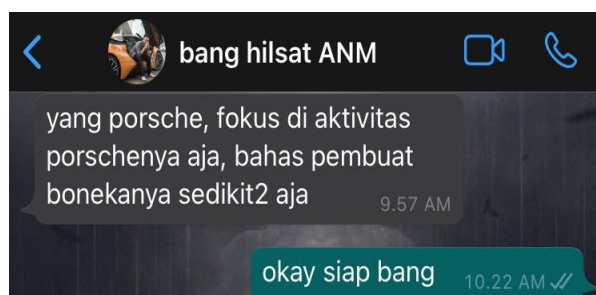 bang hilsat ANM
yang porsche, fokus di aktivitas
porschenya aja, bahas pembuat
bonekanya sedikit2 aja
9.57 AM
okay siap bang
10.22 AM